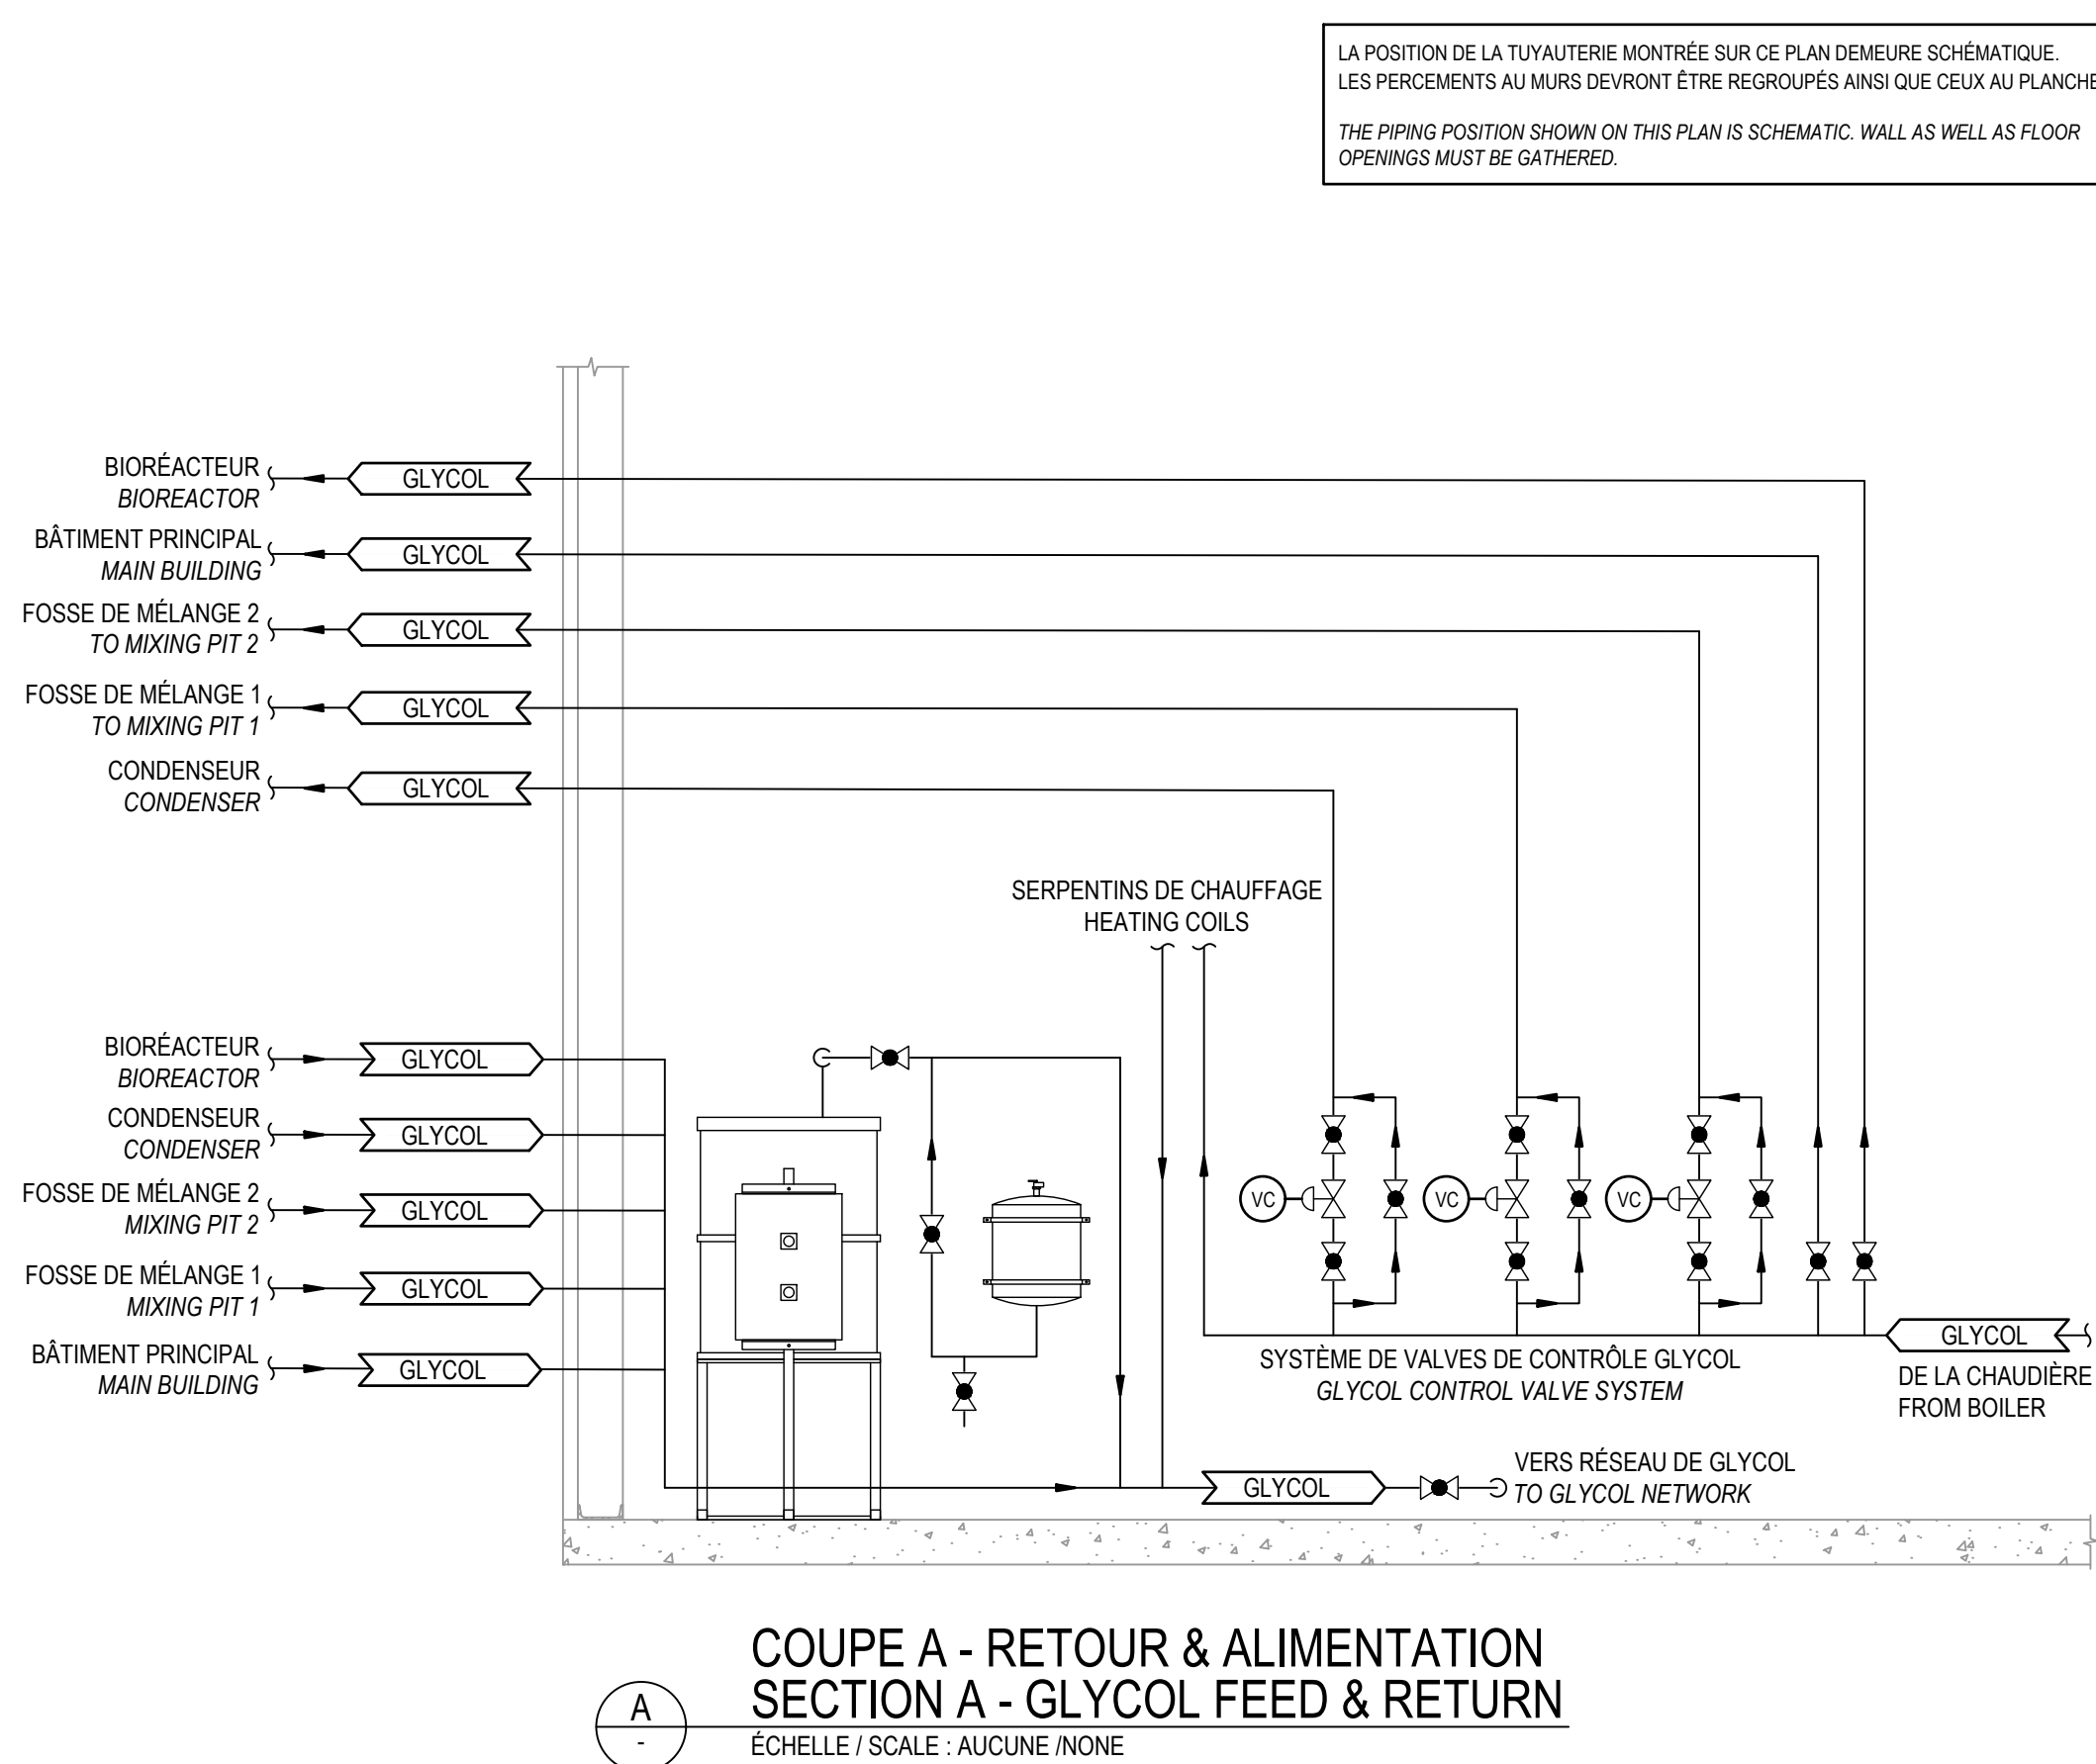 LA POSITION DE LA TUYAUTERIE MONTRÉE SUR CE PLAN DEMEURE SCHÉMATIQUE.
LES PERCEMENTS AU MURS DEVRONT ÊTRE REGROUPÉS AINSI QUE CEUX AU PLANCHE
THE PIPING POSITION SHOWN ON THIS PLAN IS SCHEMATIC. WALL AS WELL AS FLOOR
OPENINGS MUST BE GATHERED.
BIORÉACTEUR
BIOREACTOR
GLYCOL
BÂTIMENT PRINCIPAL
MAIN BUILDING
GLYCOL
FOSSE DE MÉLANGE 2
TO MIXING PIT 2
GLYCOL
FOSSE DE MÉLANGE 1
TO MIXING PIT 1
GLYCOL
CONDENSEUR
CONDENSER
GLYCOL
SERPENTINS DE CHAUFFAGE
HEATING COILS
BIORÉACTEUR
BIOREACTOR
GLYCOL
CONDENSEUR
CONDENSER
GLYCOL
FOSSE DE MÉLANGE 2
MIXING PIT 2
GLYCOL
FOSSE DE MÉLANGE 1
MIXING PIT 1
GLYCOL
BÂTIMENT PRINCIPAL
MAIN BUILDING
GLYCOL
VC
VC
VC
SYSTÈME DE VALVES DE CONTRÔLE GLYCOL
GLYCOL CONTROL VALVE SYSTEM
GLYCOL
DE LA CHAUDIÈRE
FROM BOILER
GLYCOL
VERS RÉSEAU DE GLYCOL
TO GLYCOL NETWORK
COUPE A - RETOUR & ALIMENTATION
SECTION A - GLYCOL FEED & RETURN
A
-
ÉCHELLE / SCALE : AUCUNE /NONE